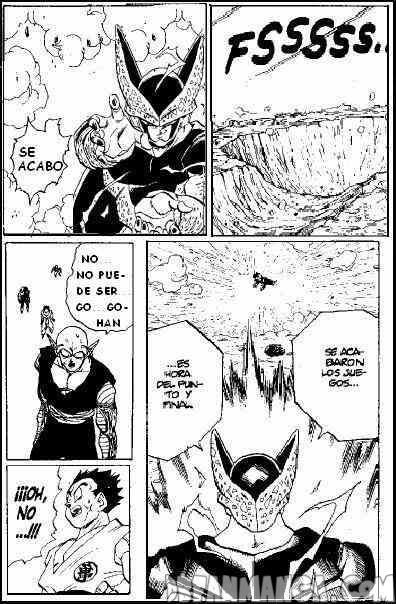 SE
ACABO
FSSSSSS...
NO...
NO PUE-
DE SER
GO... GO-
HAN
SE ACA-
BARON
LOS JUE-
GOS...
...ES
HORA
DEL PUN-
TO Y
FINAL
¡¡¡OH,
NO
...!!!